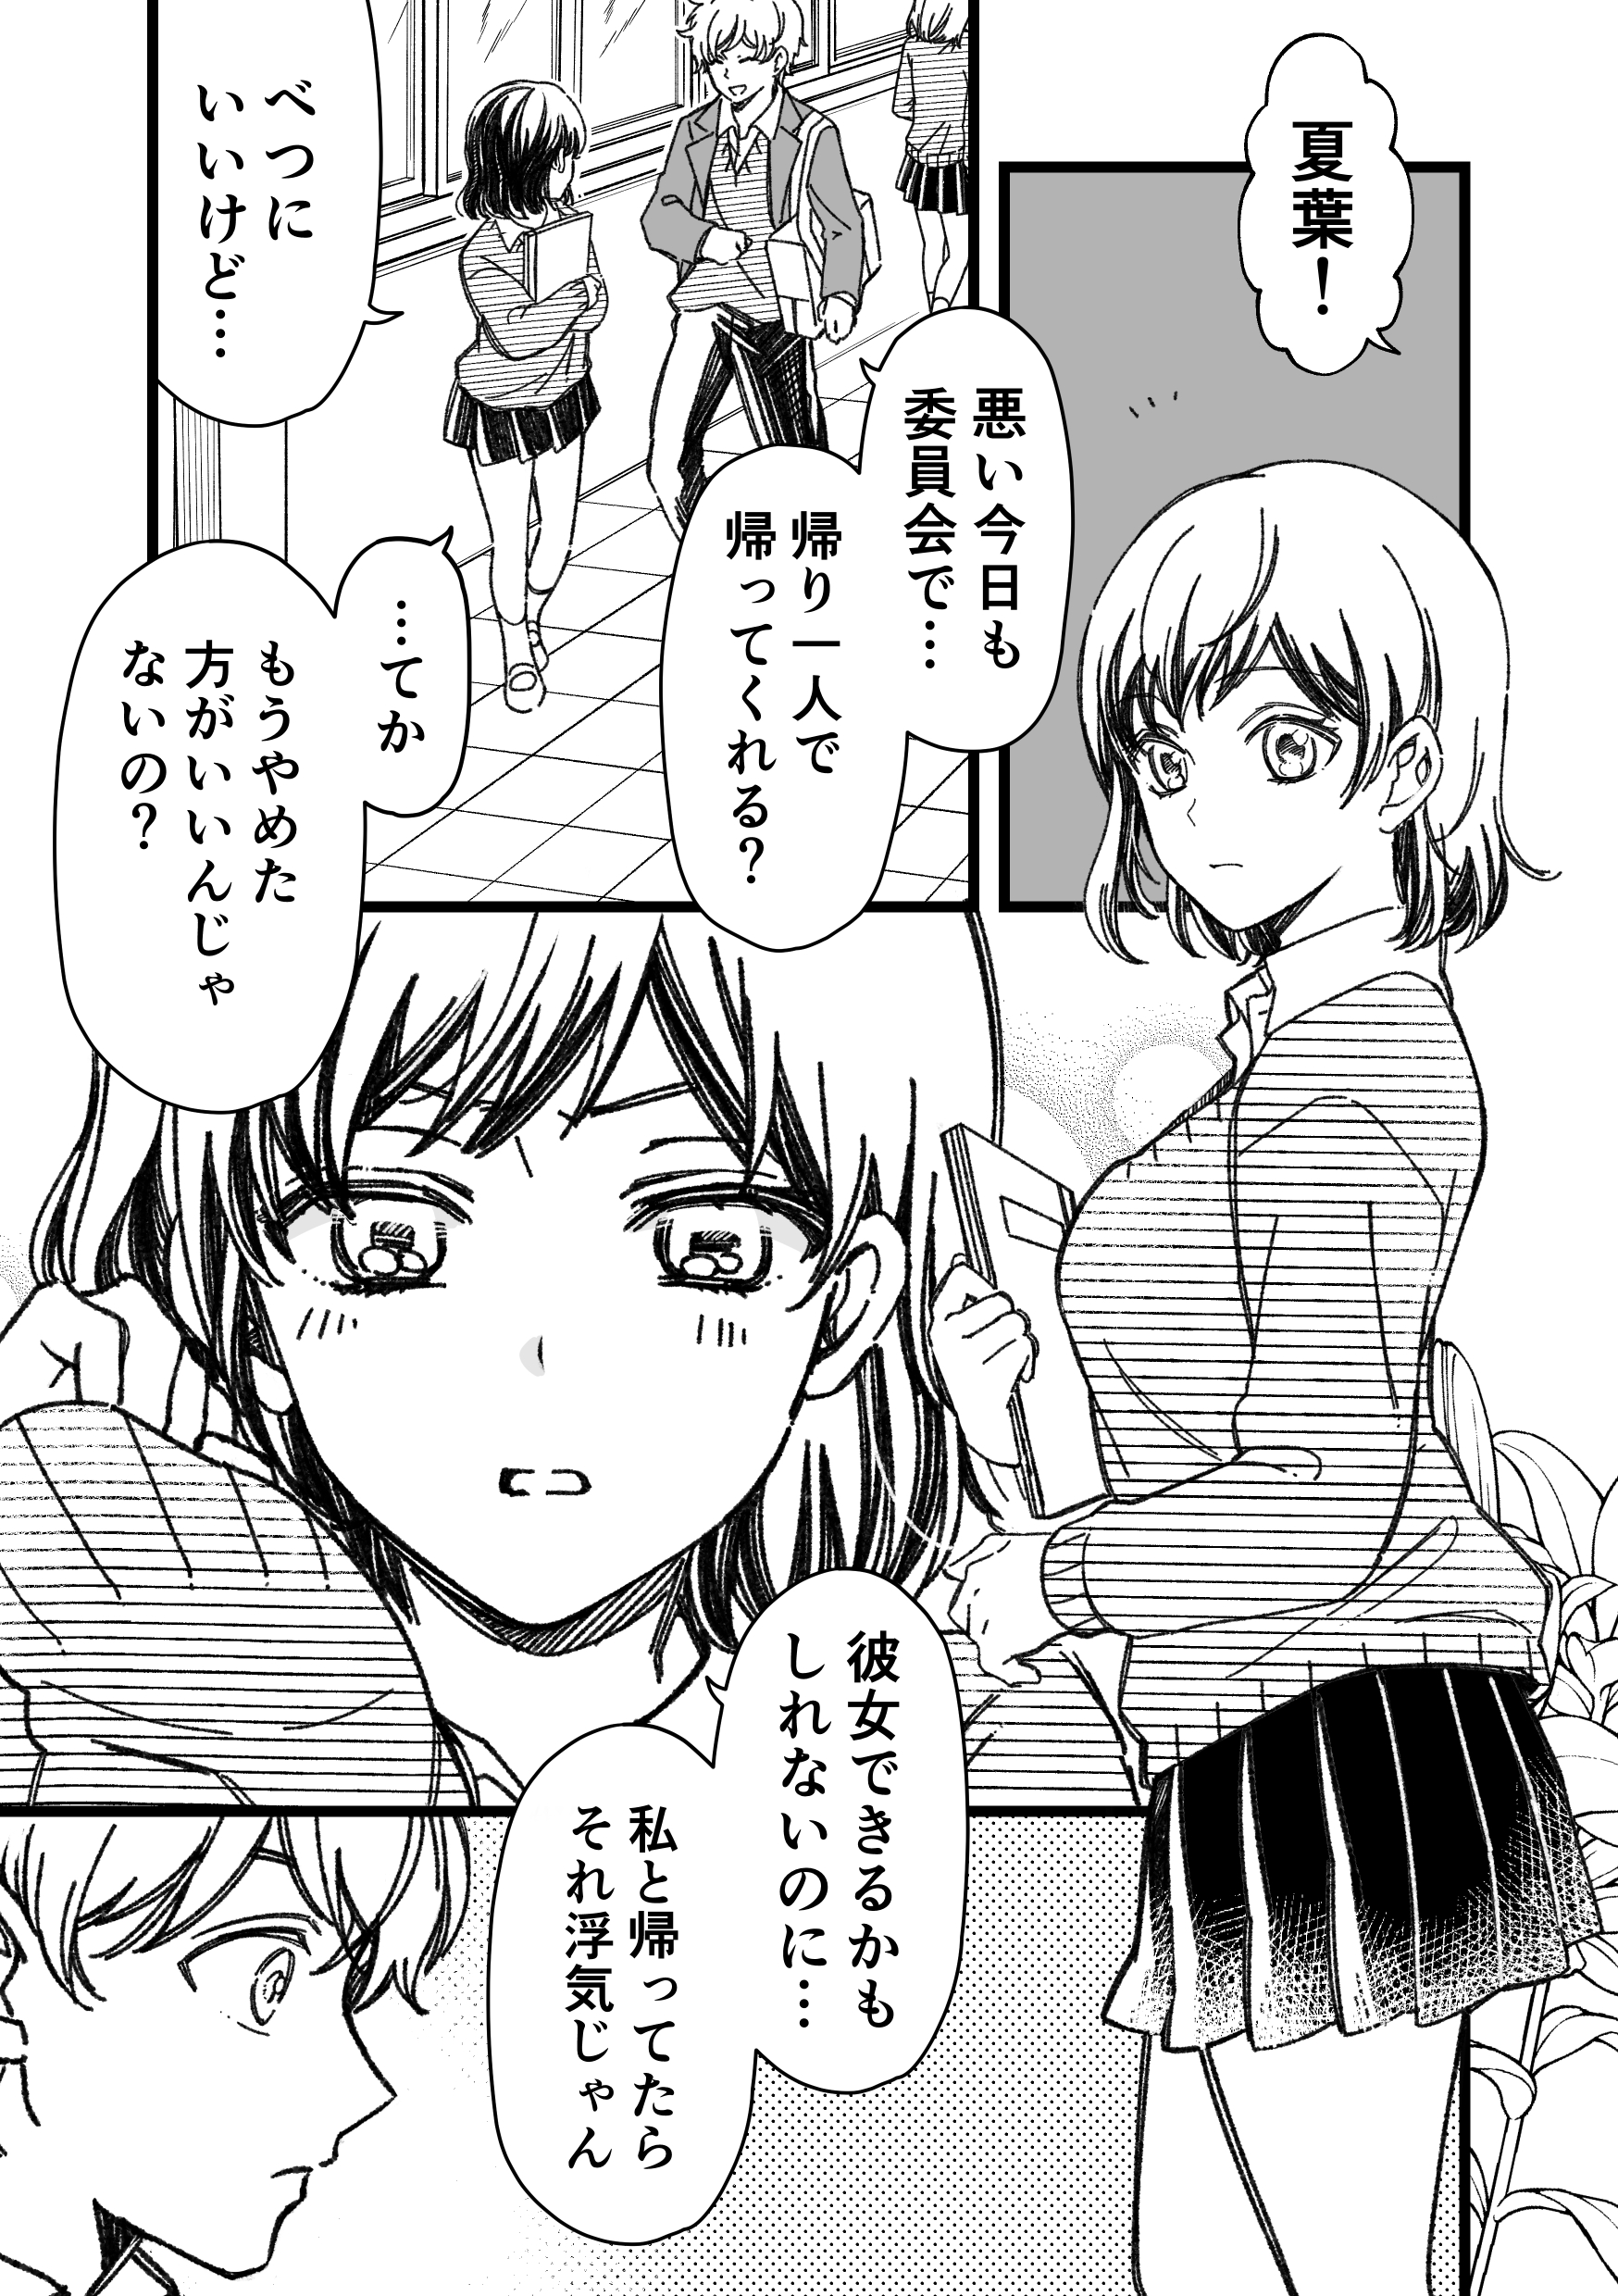 夏葉！
悪い今日も
委員会で…
帰り一人で
帰ってくれる？
べつに
いいけど…
…てか
もうやめた
方がいいんじゃ
ないの？
彼女できるかも
しれないのに…
私と帰ってたら
それ浮気じゃん